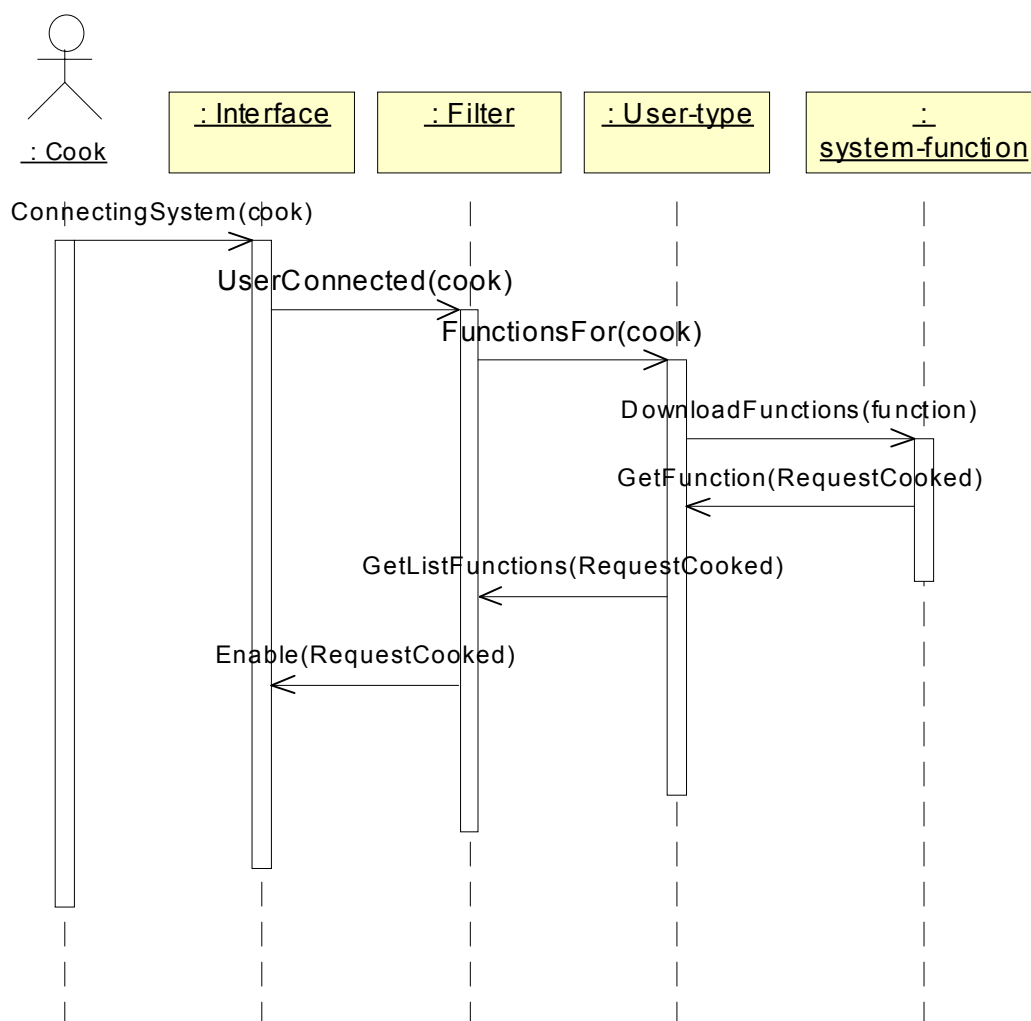 : Cook
: Interface
: Filter
: User-type
:
system-function
ConnectingSystem(cook)
UserConnected(cook)
FunctionsFor(cook)
DownloadFunctions(function)
GetFunction(RequestCooked)
GetListFunctions(RequestCooked)
Enable(RequestCooked)